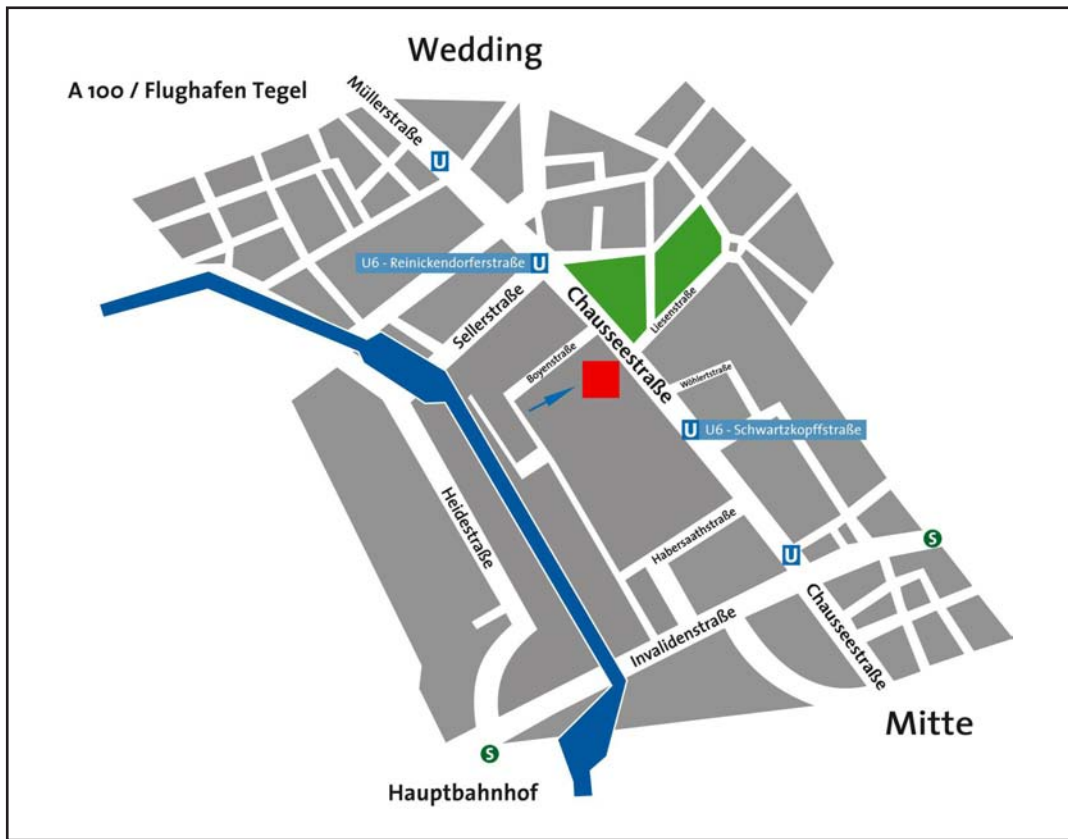 Wedding
A 100 / Flughafen Tegel
Müllerstraße
U
U6 - Reinickendorferstraße U
Sellerstraße
Chausseestraße
Liesenstraße
Boyenstraße
Wöhlertstraße
U U6 - Schwartzkopffstraße
Heidestraße
Habersaathstraße
S
U
Invalidenstraße
Chausseestraße
Mitte
S
Hauptbahnhof